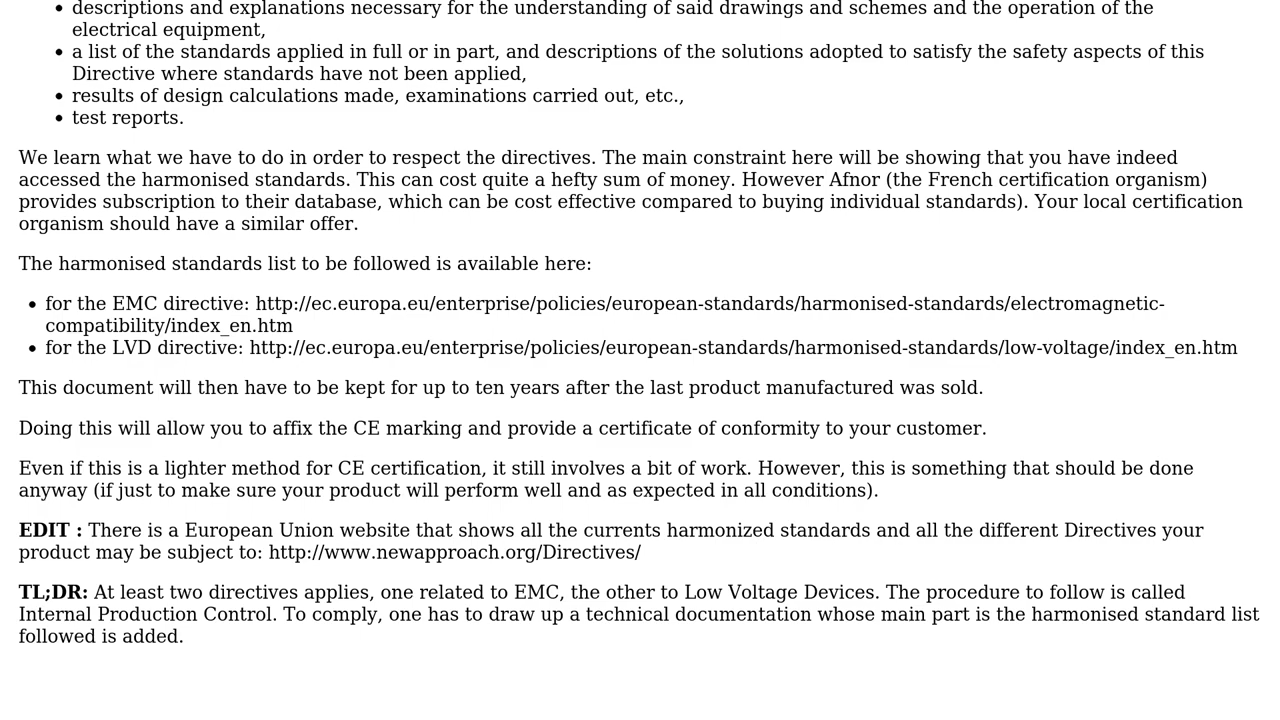 descriptions and explanations necessary for the understanding of said drawings and schemes and the operation of the
electrical equipment,
a list of the standards applied in full or in part, and descriptions of the solutions adopted to satisfy the safety aspects of this
Directive where standards have not been applied,
results of design calculations made, examinations carried out, etc.,
test reports.
We learn what we have to do in order to respect the directives. The main constraint here will be showing that you have indeed
accessed the harmonised standards. This can cost quite a hefty sum of money. However Afnor (the French certification organism)
provides subscription to their database, which can be cost effective compared to buying individual standards). Your local certification
organism should have a similar offer.
The harmonised standards list to be followed is available here:
for the EMC directive: http://ec.europa.eu/enterprise/policies/european-standards/harmonised-standards/electromagnetic-
compatibility/index_en.htm
for the LVD directive: http://ec.europa.eu/enterprise/policies/european-standards/harmonised-standards/low-voltage/index_en.htm
This document will then have to be kept for up to ten years after the last product manufactured was sold.
Doing this will allow you to affix the CE marking and provide a certificate of conformity to your customer.
Even if this is a lighter method for CE certification, it still involves a bit of work. However, this is something that should be done
anyway (if just to make sure your product will perform well and as expected in all conditions).
EDIT : There is a European Union website that shows all the currents harmonized standards and all the different Directives your
product may be subject to: http://www.newapproach.org/Directives/
TL;DR: At least two directives applies, one related to EMC, the other to Low Voltage Devices. The procedure to follow is called
Internal Production Control. To comply, one has to draw up a technical documentation whose main part is the harmonised standard list
followed is added.